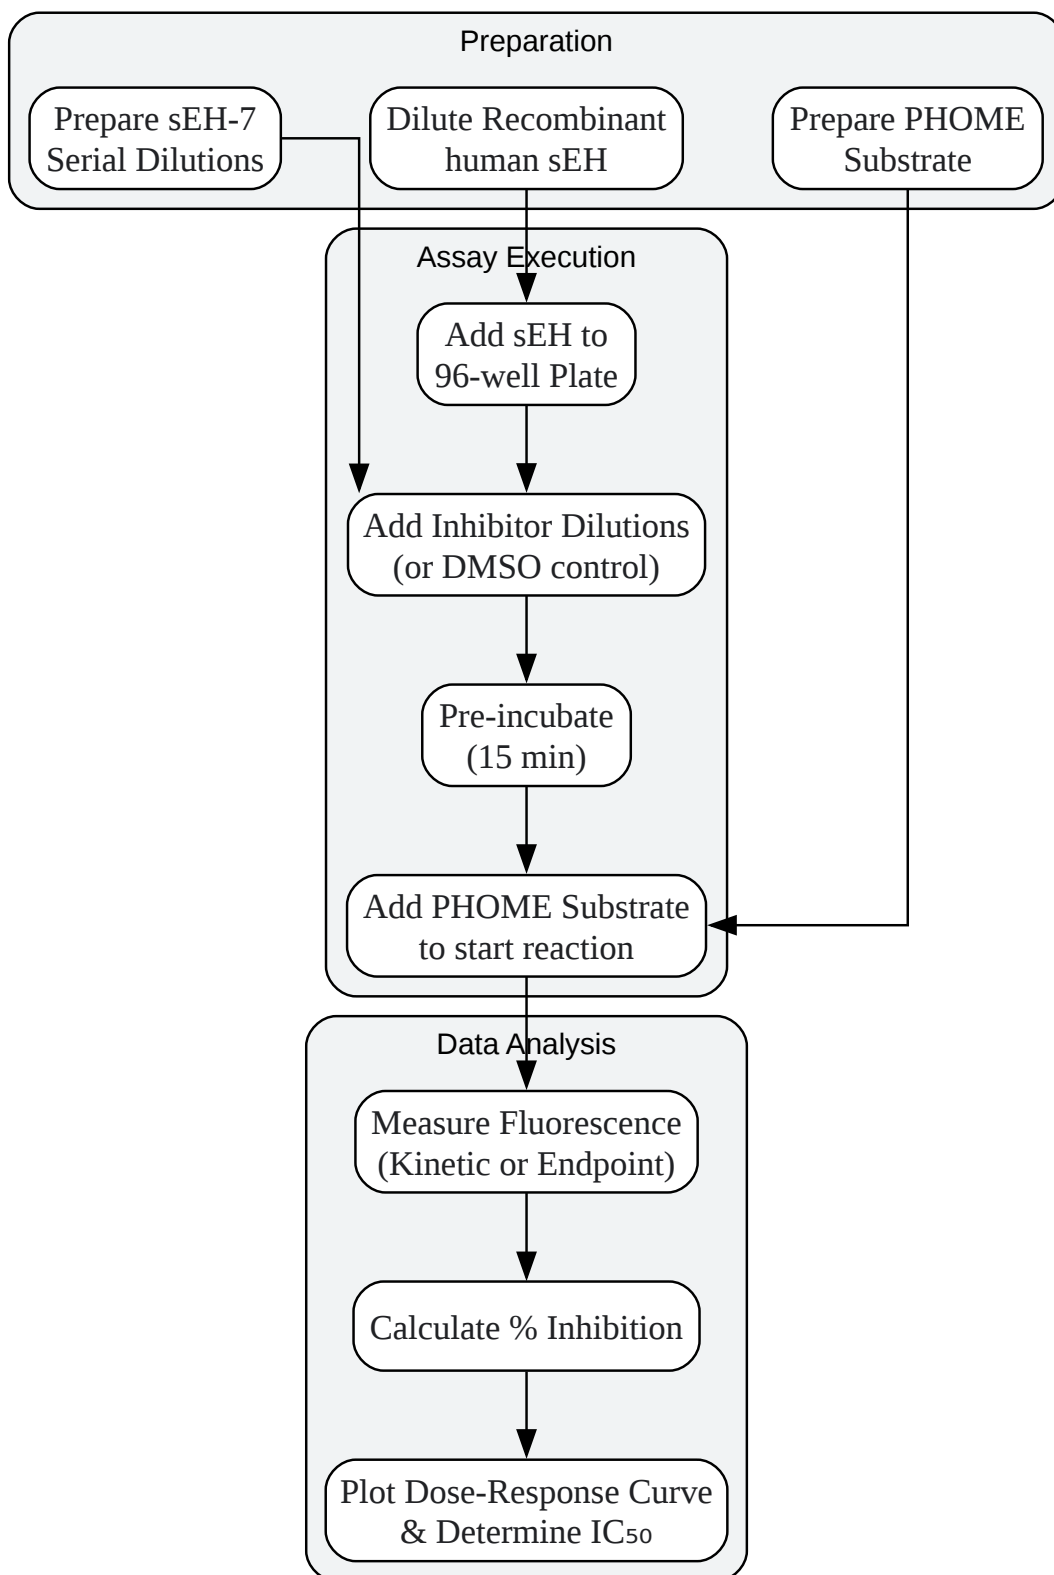 Preparation
Prepare sEH-7
Serial Dilutions
Dilute Recombinant
human sEH
Prepare PHOME
Substrate
Assay Execution
Add sEH to
96-well Plate
Add Inhibitor Dilutions
(or DMSO control)
Pre-incubate
(15 min)
Add PHOME Substrate
to start reaction
Data Analysis
Measure Fluorescence
(Kinetic or Endpoint)
Calculate % Inhibition
Plot Dose-Response Curve
& Determine IC₅₀